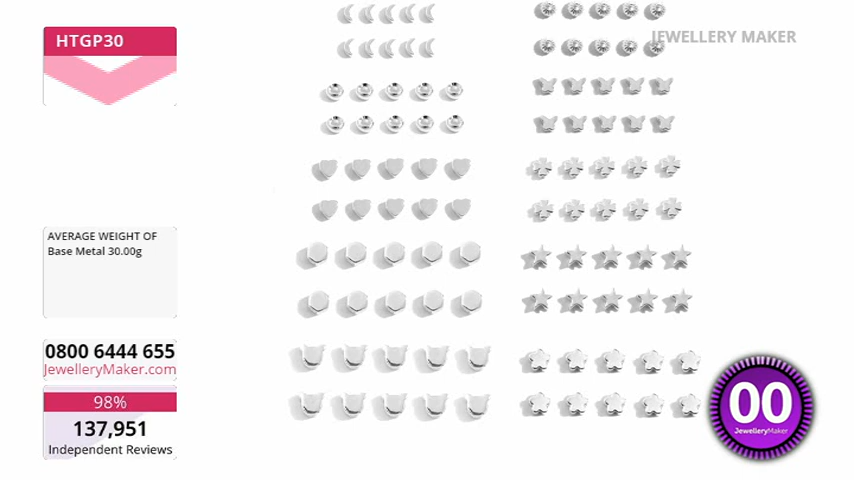 HTGP30
JEWELLERY MAKER
AVERAGE WEIGHT OF
Base Metal 30.00g
0800 6444 655
JewelleryMaker.com
98%
137,951
Independent Reviews
00
JewelleryMaker